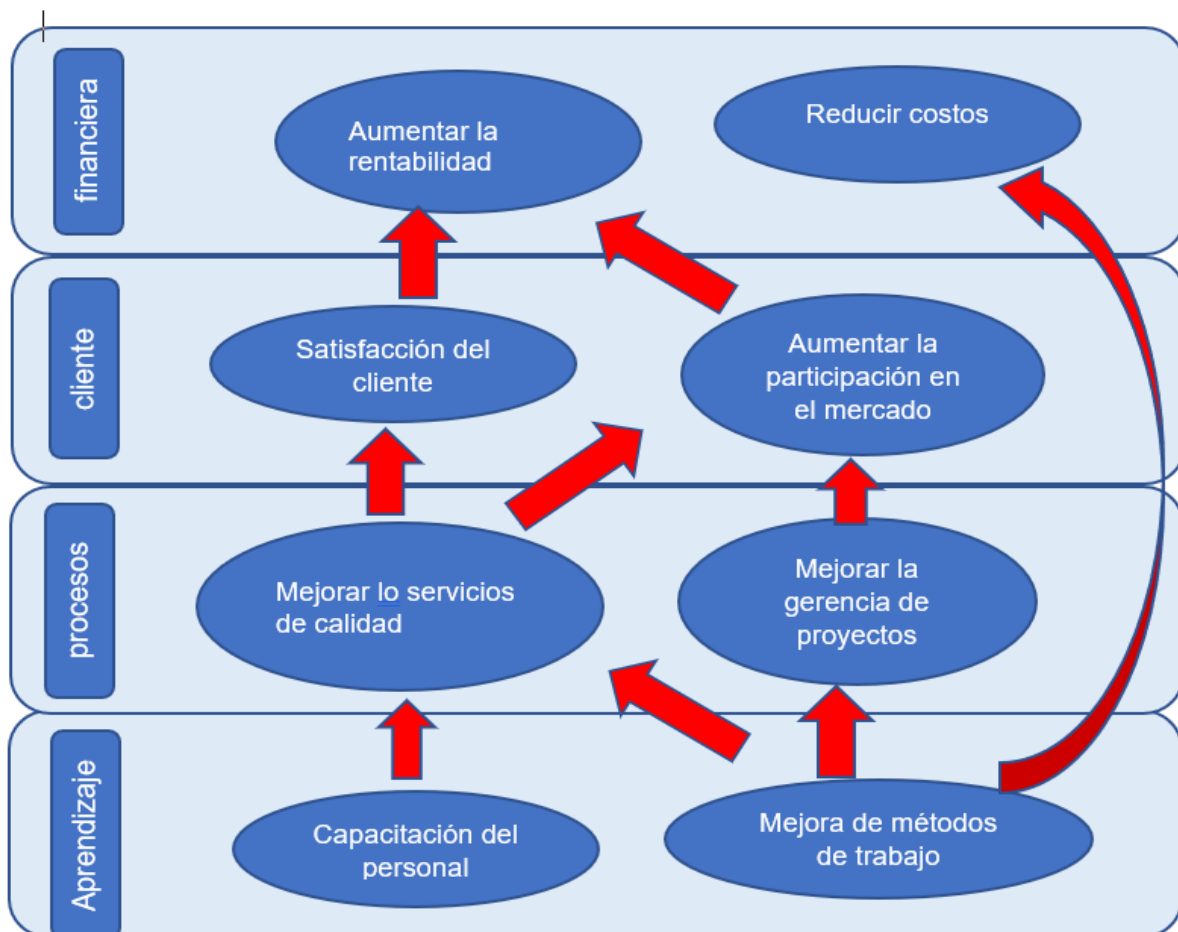 financiera
Aumentar la
rentabilidad
Reducir costos
cliente
Satisfacción del
cliente
Aumentar la
participación en
el mercado
procesos
Mejorar lo servicios
de calidad
Mejorar la
gerencia de
proyectos
Aprendizaje
Capacitación del
personal
Mejora de métodos
de trabajo